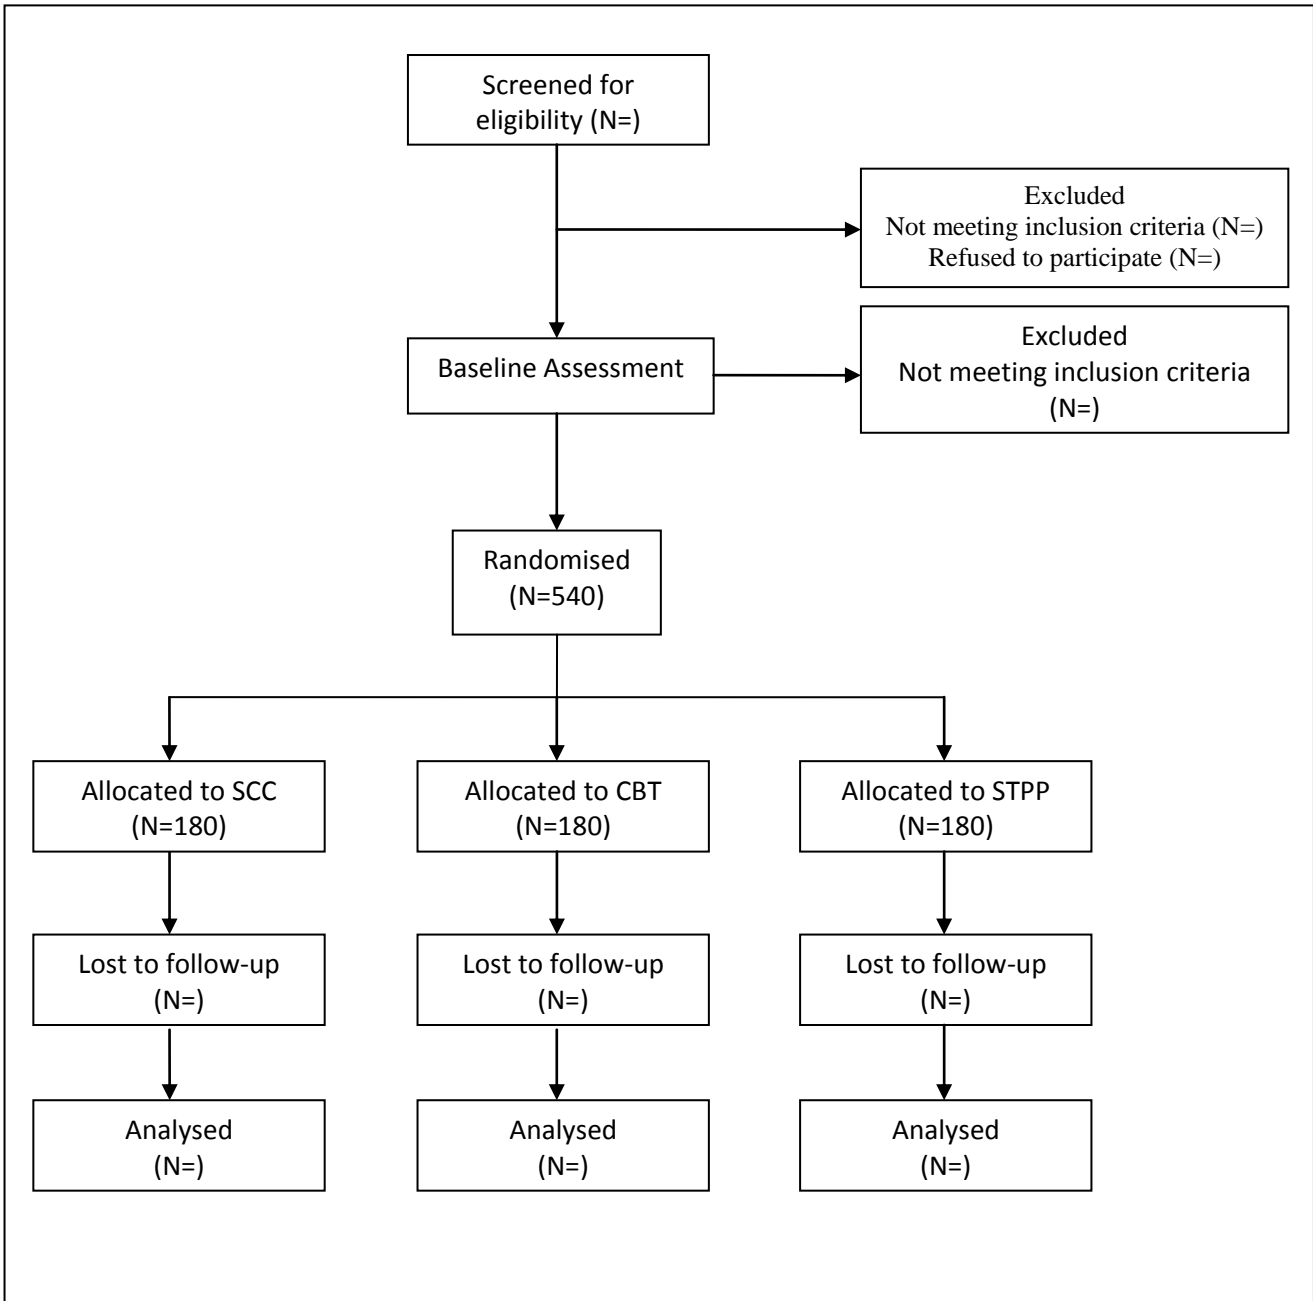 Screened for
eligibility (N=)
Excluded
Not meeting inclusion criteria (N=)
Refused to participate (N=)
Baseline Assessment
Excluded
Not meeting inclusion criteria
(N=)
Randomised
(N=540)
Allocated to SCC
(N=180)
Allocated to CBT
(N=180)
Allocated to STPP
(N=180)
Lost to follow-up
(N=)
Lost to follow-up
(N=)
Lost to follow-up
(N=)
Analysed
(N=)
Analysed
(N=)
Analysed
(N=)